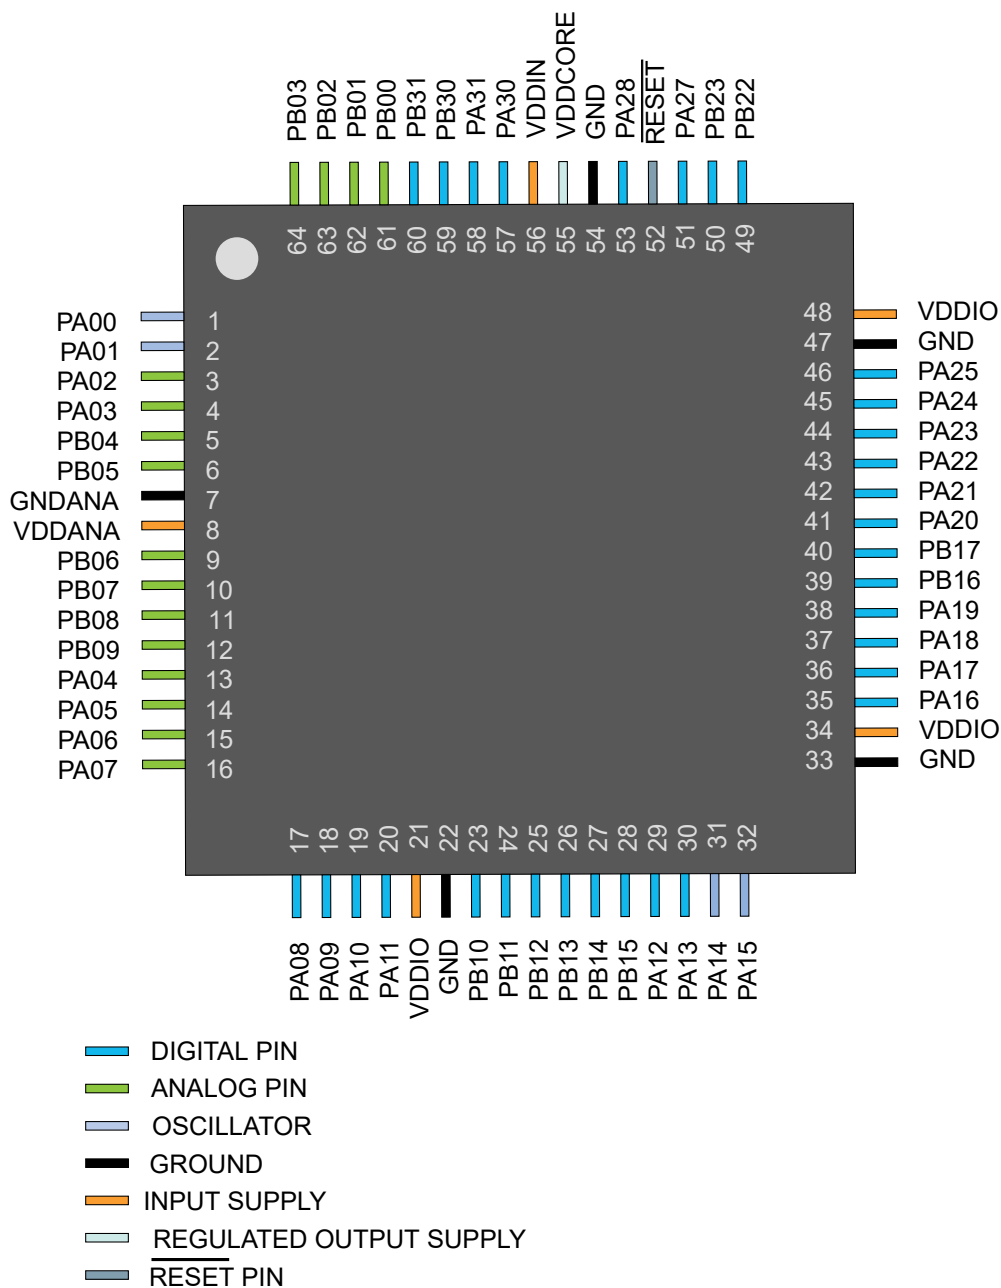 PB03
PB02
PB01
PB00
PB31
PB30
PA31
PA30
VDDIN
VDDCORE
GND
PA28
RESET
PA27
PB23
PB22
64
63
62
61
60
59
58
57
56
55
54
53
52
51
50
49
PA00 1
PA01 2
PA02 3
PA03 4
PB04 5
PB05 6
GNDANA 7
VDDANA 8
PB06 9
PB07 10
PB08 11
PB09 12
PA04 13
PA05 14
PA06 15
PA07 16
48 VDDIO
47 GND
46 PA25
45 PA24
44 PA23
43 PA22
42 PA21
41 PA20
40 PB17
39 PB16
38 PA19
37 PA18
36 PA17
35 PA16
34 VDDIO
33 GND
17
18
19
20
21
22
23
24
25
26
27
28
29
30
31
32
PA08
PA09
PA10
PA11
VDDIO
GND
PB10
PB11
PB12
PB13
PB14
PB15
PA12
PA13
PA14
PA15
DIGITAL PIN
ANALOG PIN
OSCILLATOR
GROUND
INPUT SUPPLY
REGULATED OUTPUT SUPPLY
RESET PIN